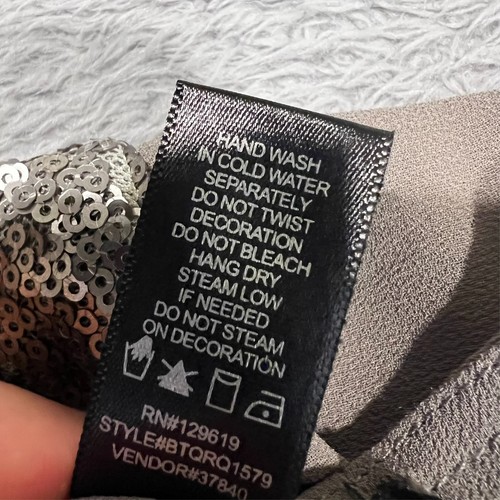 HAND WASH
IN COLD WATER
SEPARATELY
DO NOT TWIST
DECORATION
DO NOT BLEACH
HANG DRY
STEAM LOW
IF NEEDED
DO NOT STEAM
ON DECORATION
RN#129619
STYLE#BTQRQ1579
VENDOR#37840